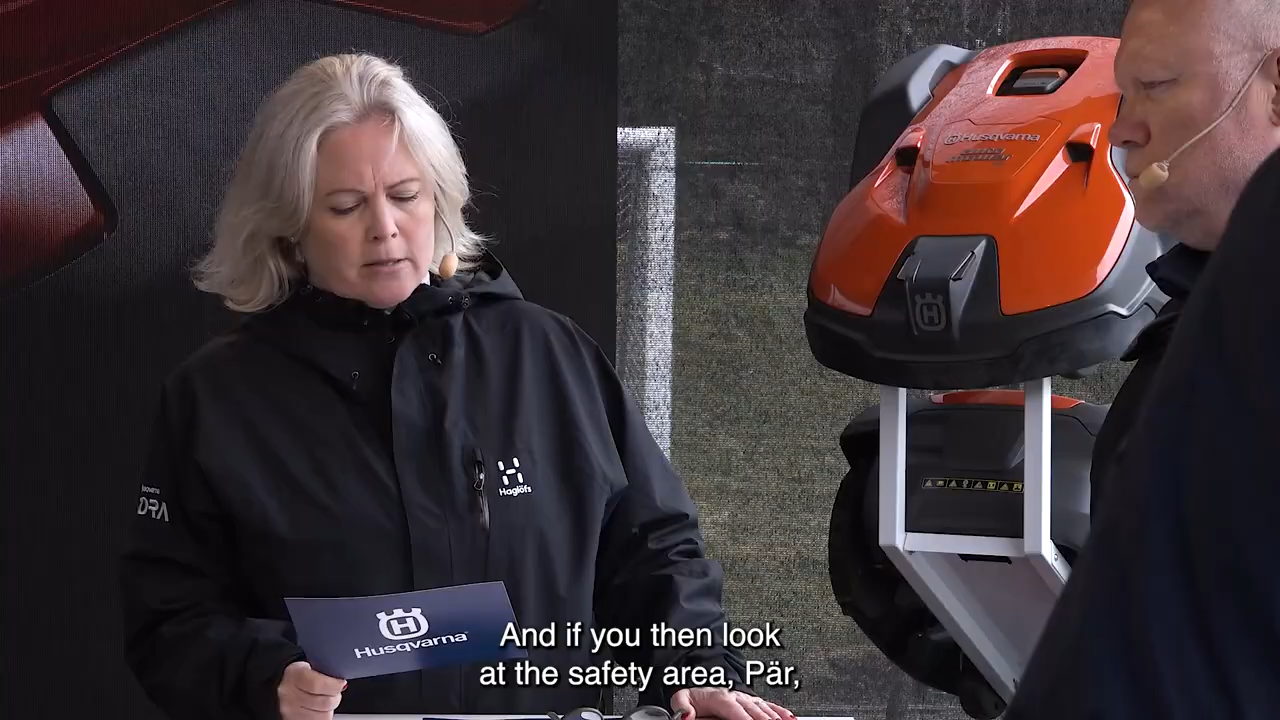 Husqvarna
Haglöfs
DRA
Husqvarna
And if you then look
at the safety area, Pär,